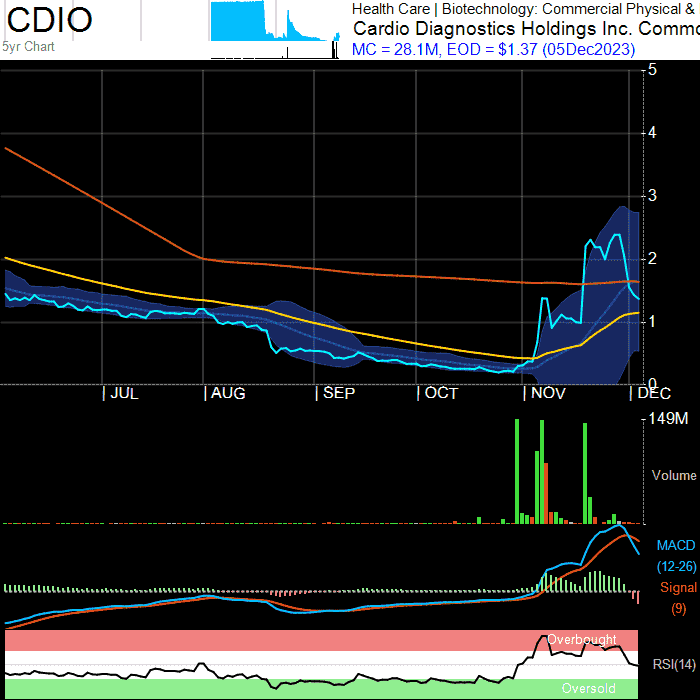 CDIO
5yr Chart
Health Care | Biotechnology: Commercial Physical &
Cardio Diagnostics Holdings Inc. Commo
MC = 28.1M, EOD = $1.37 (05Dec2023)
5
4
3
2
1
0
JUL AUG SEP OCT NOV DEC
149M
Volume
MACD
(12-26)
Signal
(9)
Overbought
RSI(14)
Oversold